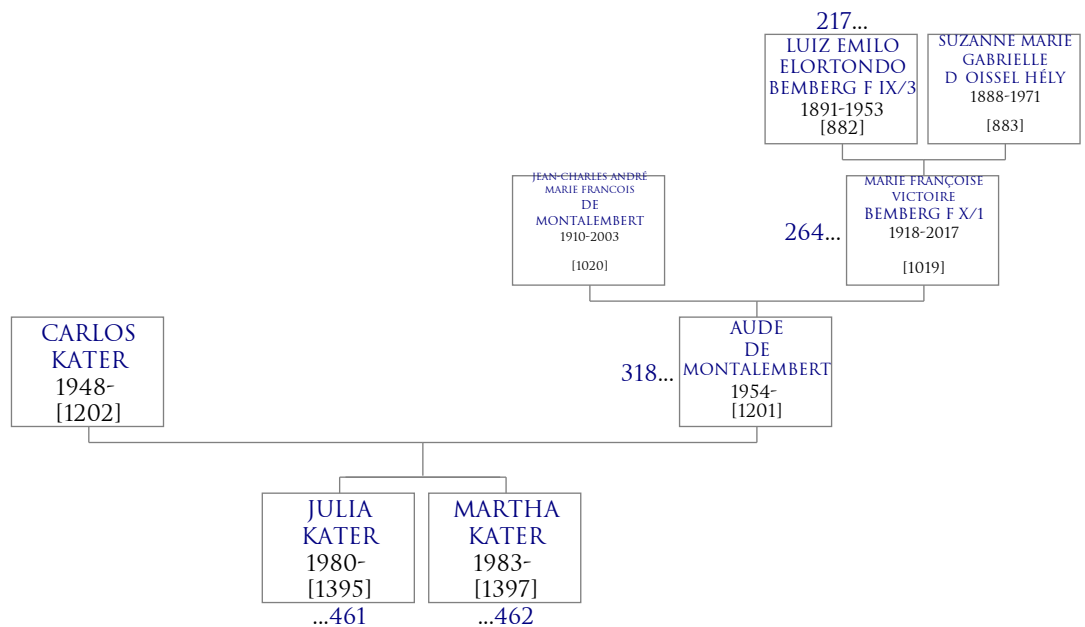 217...
LUIZ EMILO
ELORTONDO
BEMBERG F IX/3
1891-1953
[882]
SUZANNE MARIE
GABRIELLE
D OISSEL HÉLY
1888-1971
[883]
JEAN-CHARLES ANDRÉ
MARIE FRANCOIS
DE
MONTALEMBERT
1910-2003
[1020]
264...
MARIE FRANÇOISE
VICTOIRE
BEMBERG F X/1
1918-2017
[1019]
CARLOS
KATER
1948-
[1202]
318...
AUDE
DE
MONTALEMBERT
1954-
[1201]
JULIA
KATER
1980-
[1395]
...461
MARTHA
KATER
1983-
[1397]
...462